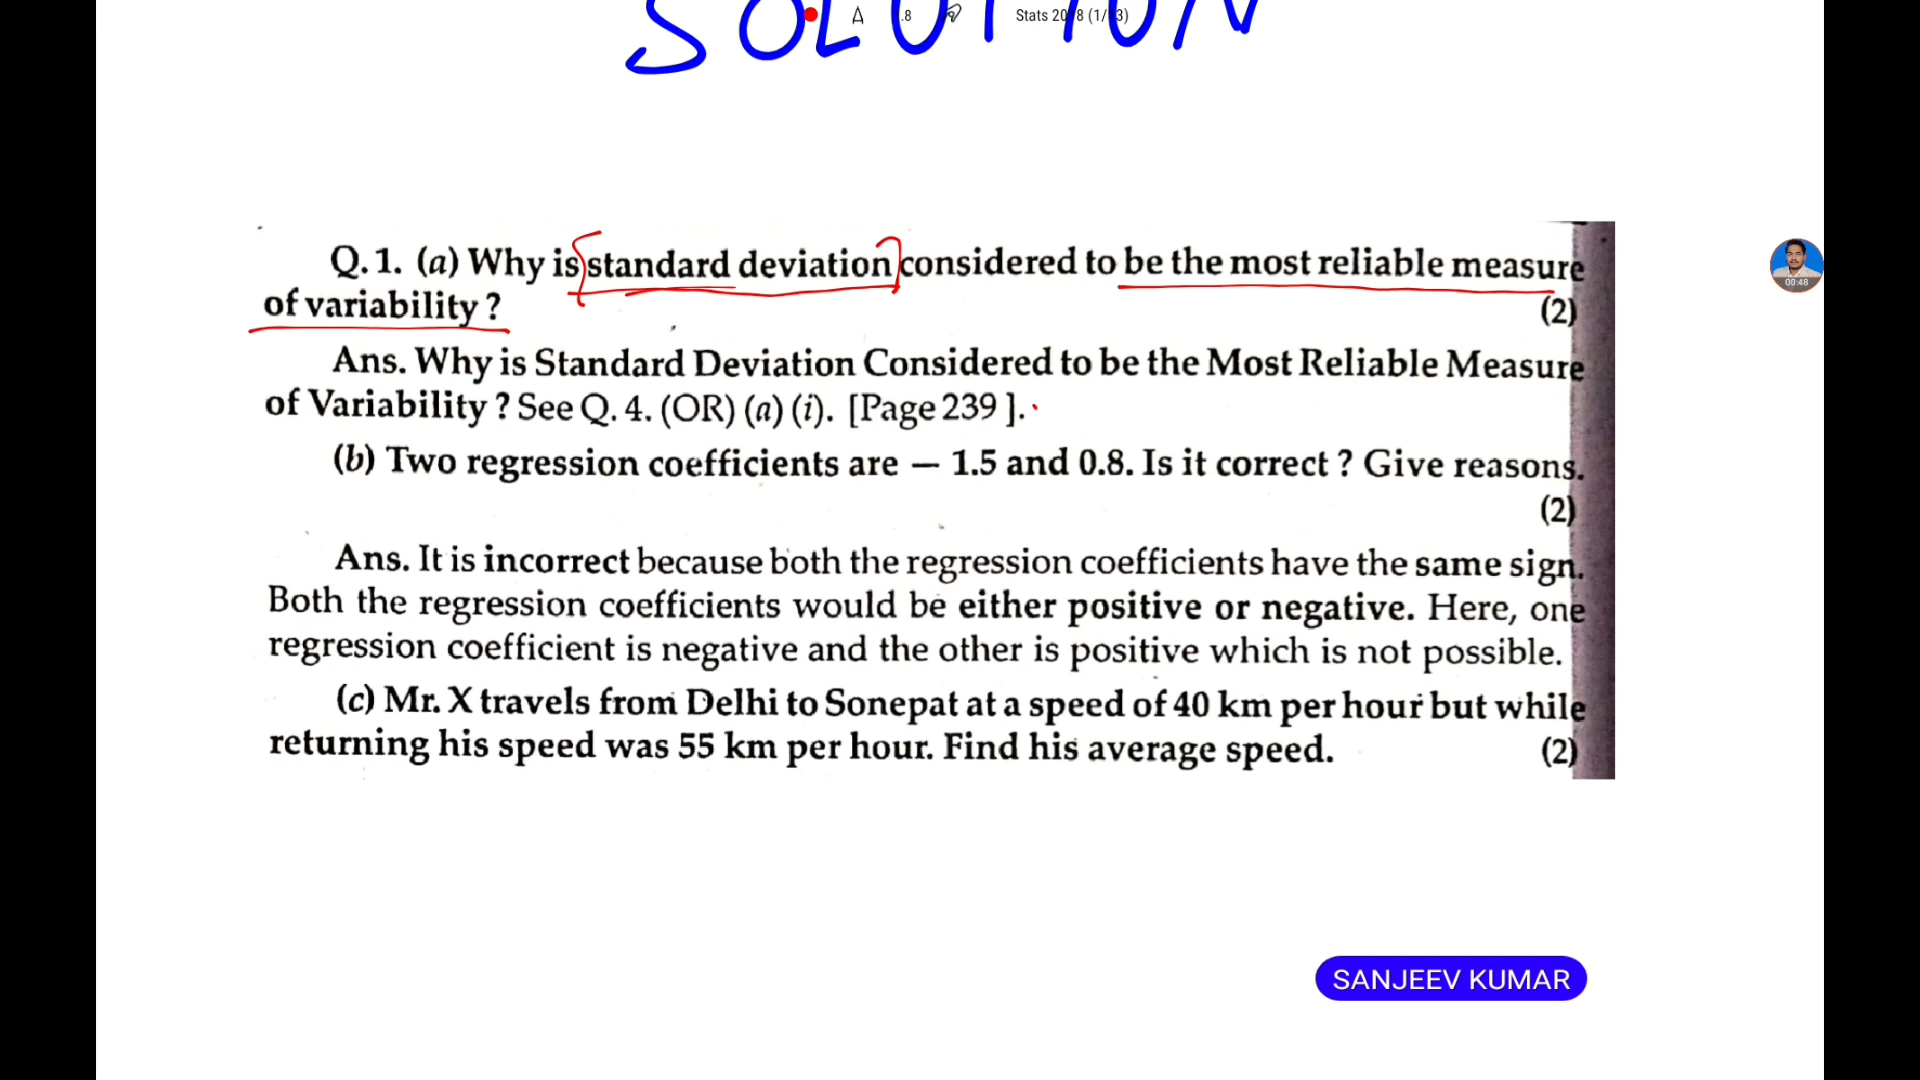 SOLUTION
Stats 2018 (1/13)
00:48
Q. 1. (a) Why is standard deviation considered to be the most reliable measure
of variability ?
(2)
Ans. Why is Standard Deviation Considered to be the Most Reliable Measure
of Variability ? See Q. 4. (OR) (a) (i). [Page 239 ].
(b) Two regression coefficients are — 1.5 and 0.8. Is it correct ? Give reasons.
(2)
Ans. It is incorrect because both the regression coefficients have the same sign.
Both the regression coefficients would be either positive or negative. Here, one
regression coefficient is negative and the other is positive which is not possible.
(c) Mr. X travels from Delhi to Sonepat at a speed of 40 km per hour but while
returning his speed was 55 km per hour. Find his average speed. (2)
SANJEEV KUMAR